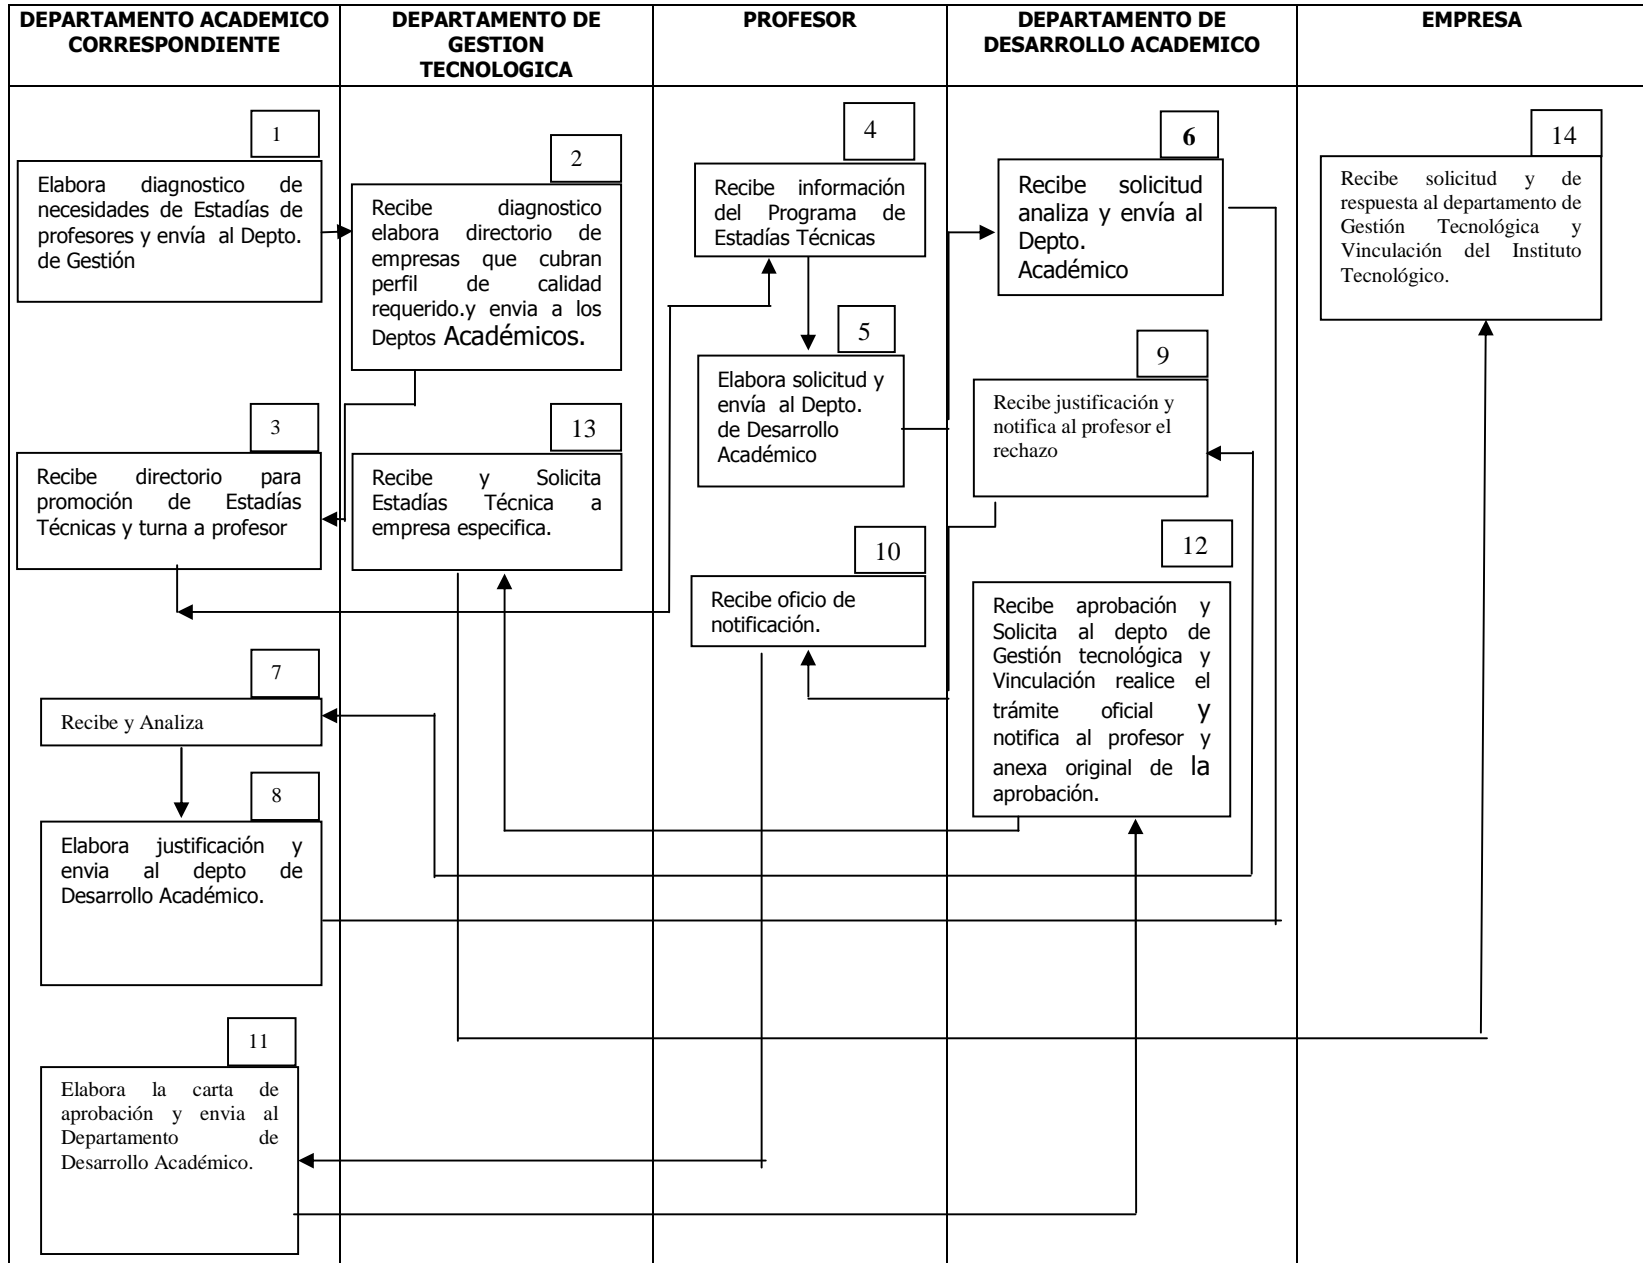 DEPARTAMENTO ACADEMICO
CORRESPONDIENTE
DEPARTAMENTO DE
GESTION
TECNOLOGICA
PROFESOR
DEPARTAMENTO DE
DESARROLLO ACADEMICO
EMPRESA
1
Elabora diagnostico de
necesidades de Estadías de
profesores y envía al Depto.
de Gestión
2
Recibe diagnostico
elabora directorio de
empresas que cubran
perfil de calidad
requerido.y envia a los
Deptos Académicos.
3
Recibe directorio para
promoción de Estadías
Técnicas y turna a profesor
4
Recibe información
del Programa de
Estadías Técnicas
5
Elabora solicitud y
envía al Depto.
de Desarrollo
Académico
6
Recibe solicitud
analiza y envía al
Depto.
Académico
7
Recibe y Analiza
8
Elabora justificación y
envia al depto de
Desarrollo Académico.
9
Recibe justificación y
notifica al profesor el
rechazo
10
Recibe oficio de
notificación.
11
Elabora la carta de
aprobación y envia al
Departamento de
Desarrollo Académico.
12
Recibe aprobación y
Solicita al depto de
Gestión tecnológica y
Vinculación realice el
trámite oficial y
notifica al profesor y
anexa original de la
aprobación.
13
Recibe y Solicita
Estadías Técnica a
empresa especifica.
14
Recibe solicitud y de
respuesta al departamento de
Gestión Tecnológica y
Vinculación del Instituto
Tecnológico.